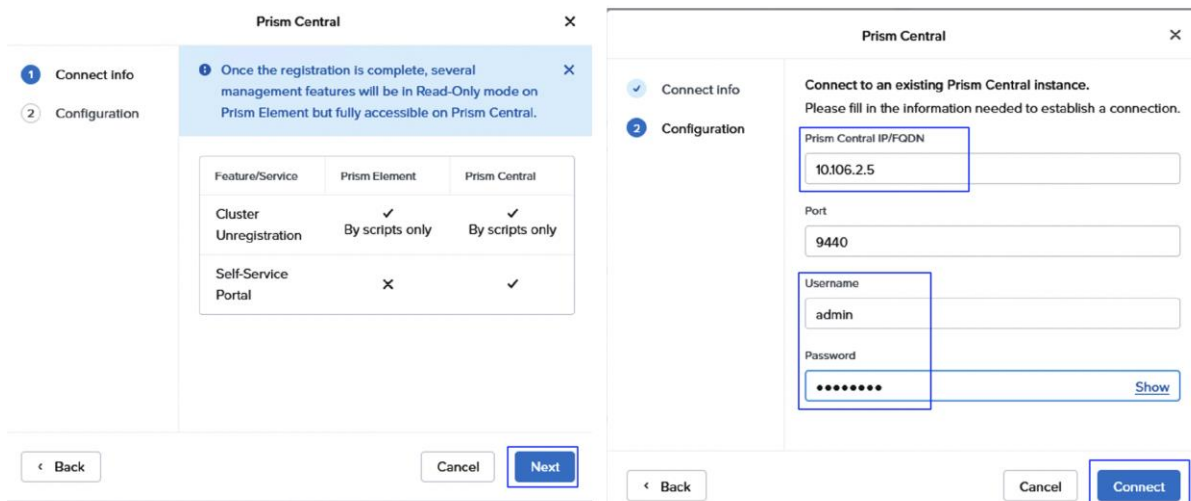 Prism Central
1 Connect info
2 Configuration
Once the registration is complete, several
management features will be in Read-Only mode on
Prism Element but fully accessible on Prism Central.
Feature/Service Prism Element Prism Central
Cluster
Unregistration
By scripts only By scripts only
Self-Service
Portal
Back Cancel Next
Prism Central
Connect info
2 Configuration
Connect to an existing Prism Central instance.
Please fill in the information needed to establish a connection.
Prism Central IP/FQDN
10.106.2.5
Port
9440
Username
admin
Password
•••••••• Show
Back Cancel Connect